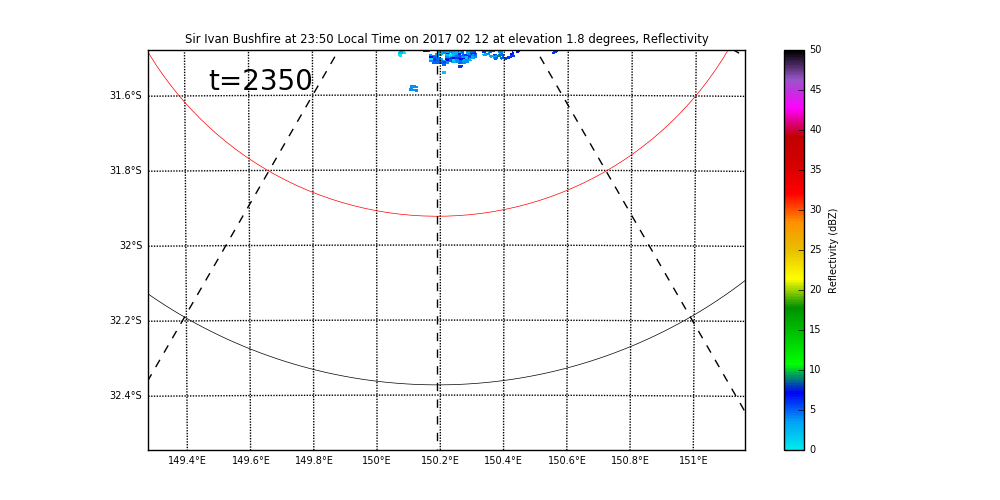 Sir Ivan Bushfire at 23:50 Local Time on 2017 02 12 at elevation 1.8 degrees, Reflectivity
t=2350
31.6°S
31.8°S
32°S
32.2°S
32.4°S
149.4°E 149.6°E 149.8°E 150°E 150.2°E 150.4°E 150.6°E 150.8°E 151°E
50
45
40
35
30
25
20
15
10
5
0
Reflectivity (dBZ)